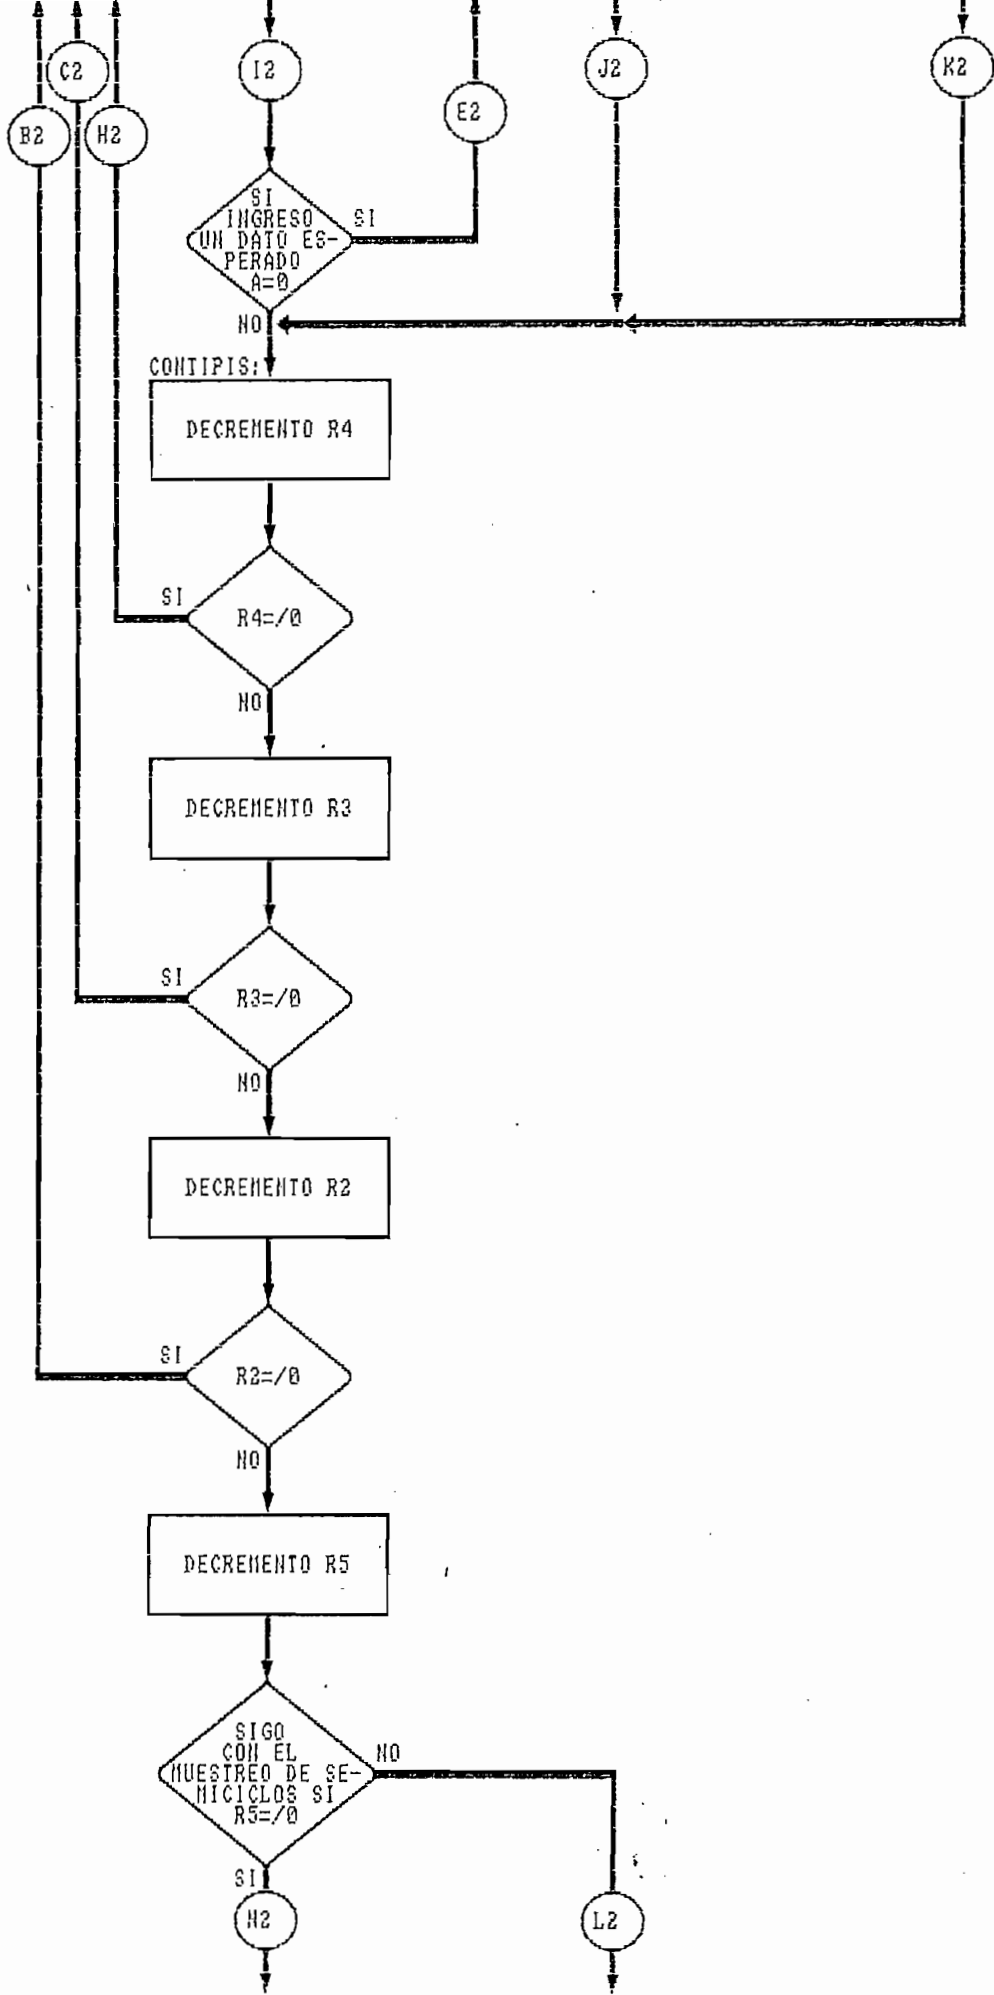 C2
I2
J2
K2
E2
B2
H2
SI
INGRESO
UN DATO ES-
PERADO
A=0
SI
NO
CONTIPIS:
DECREMENTO R4
SI
R4=/0
NO
DECREMENTO R3
SI
R3=/0
NO
DECREMENTO R2
SI
R2=/0
NO
DECREMENTO R5
SIGO
CON EL
MUESTREO DE SE-
MICICLOS SI
R5=/0
NO
SI
N2
L2